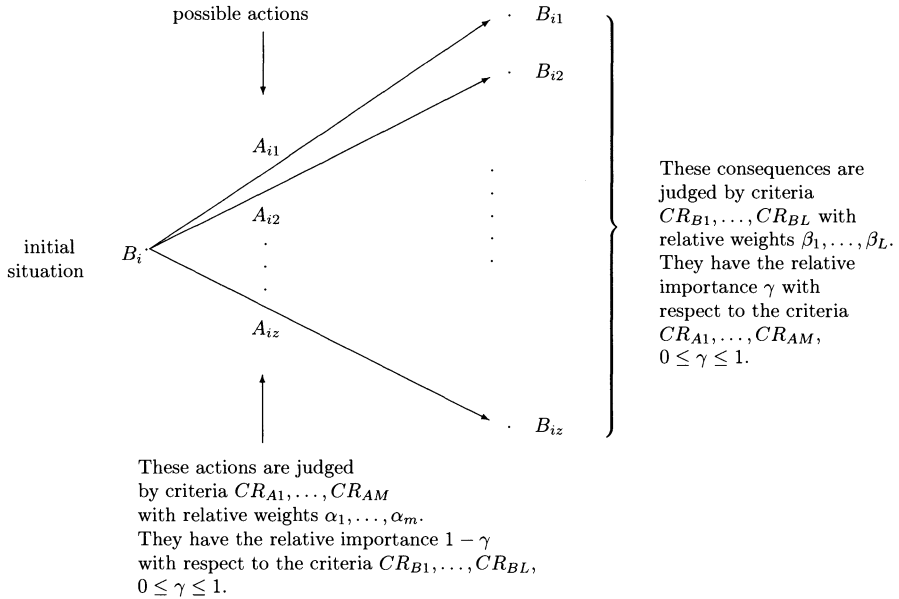 possible actions
B_{i1}
B_{i2}
A_{i1}
A_{i2}
initial
situation
B_i
A_{iz}
B_{iz}
These consequences are
judged by criteria
CR_{B1}, . . . , CR_{BL} with
relative weights β_1, . . . , β_L.
They have the relative
importance γ with
respect to the criteria
CR_{A1}, . . . , CR_{AM},
0 ≤ γ ≤ 1.
These actions are judged
by criteria CR_{A1}, . . . , CR_{AM}
with relative weights α_1, . . . , α_m.
They have the relative importance 1 − γ
with respect to the criteria CR_{B1}, . . . , CR_{BL},
0 ≤ γ ≤ 1.